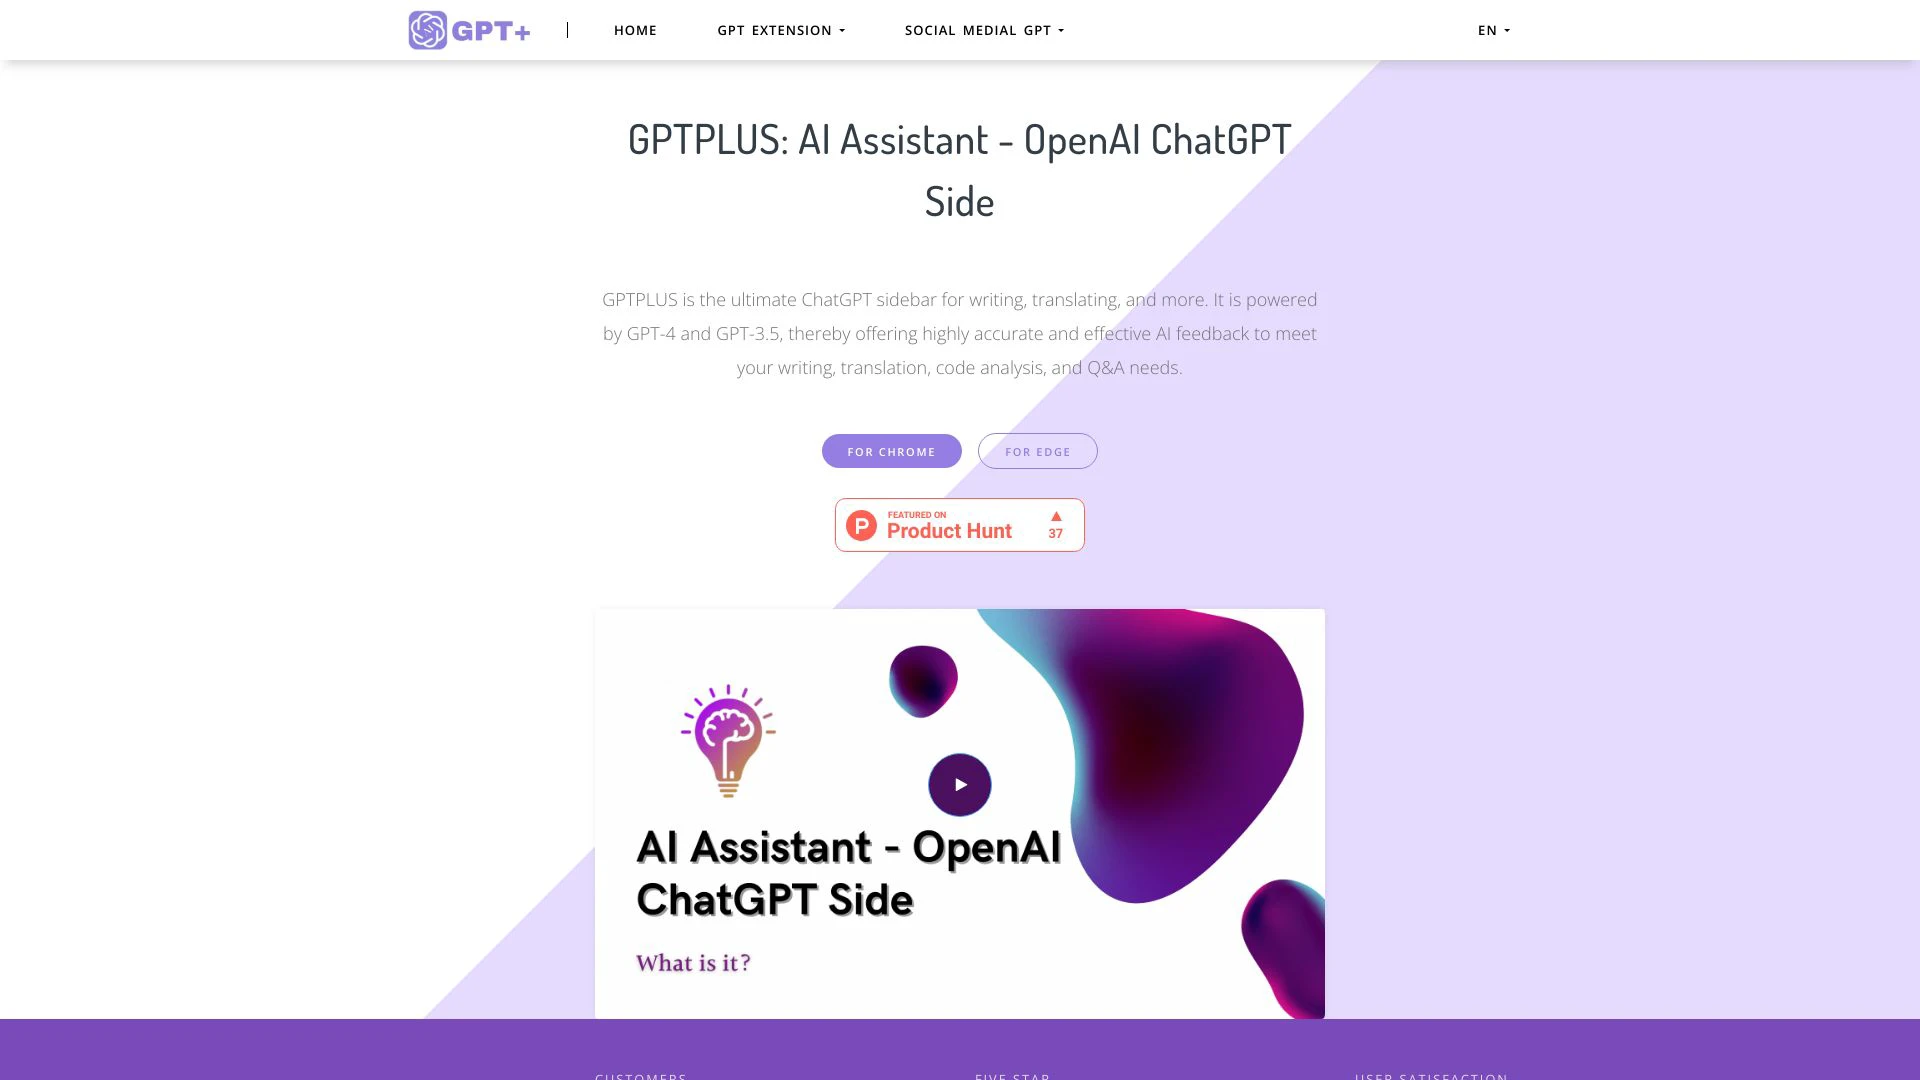 GPT+
HOME
GPT EXTENSION
SOCIAL MEDIAL GPT
EN
GPTPLUS: AI Assistant - OpenAI ChatGPT
Side
GPTPLUS is the ultimate ChatGPT sidebar for writing, translating, and more. It is powered
by GPT-4 and GPT-3.5, thereby offering highly accurate and effective AI feedback to meet
your writing, translation, code analysis, and Q&A needs.
FOR CHROME
FOR EDGE
P
FEATURED ON
Product Hunt
37
AI Assistant - OpenAI
ChatGPT Side
What is it?
CUSTOMERS
FIVE STAR
USER SATISFACTION